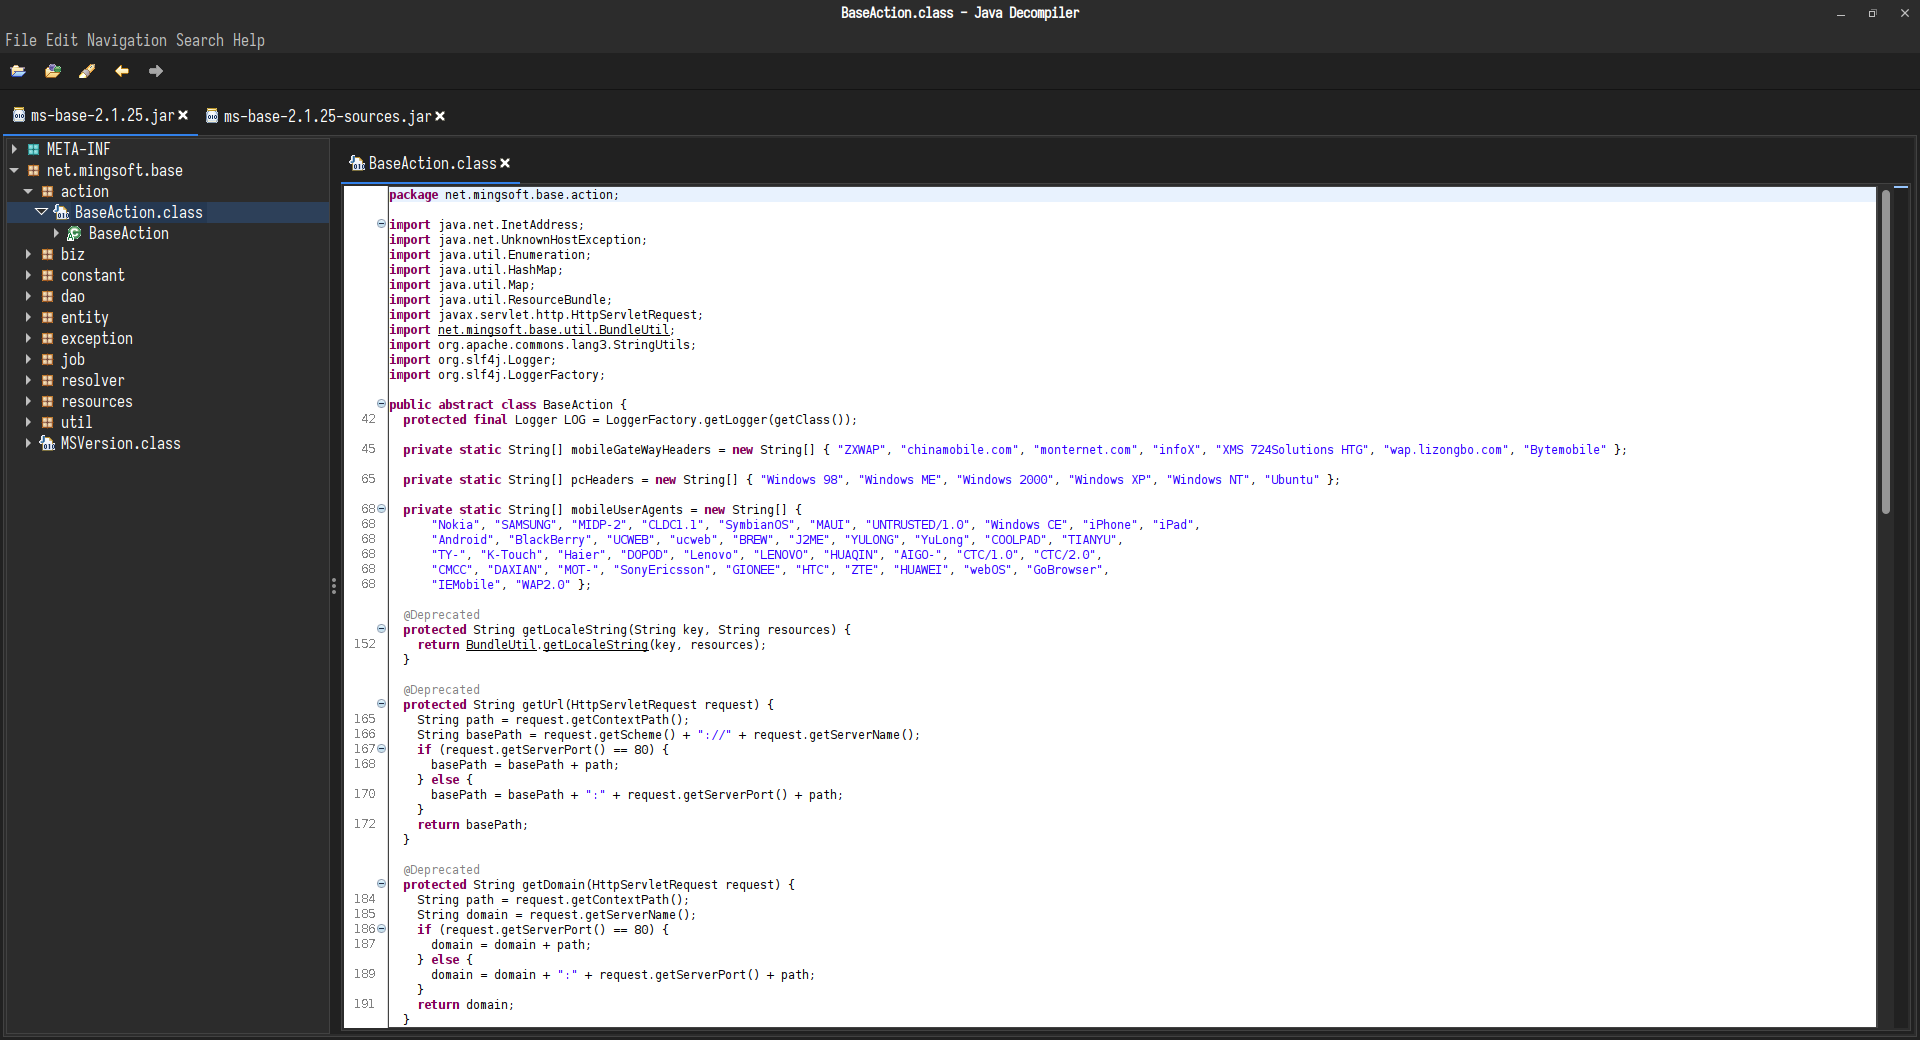 BaseAction.class - Java Decompiler
File Edit Navigation Search Help
ms-base-2.1.25.jar
ms-base-2.1.25-sources.jar
META-INF
net.mingsoft.base
action
BaseAction.class
BaseAction
biz
constant
dao
entity
exception
job
resolver
resources
util
MSVersion.class
BaseAction.class
package net.mingsoft.base.action;
import java.net.InetAddress;
import java.net.UnknownHostException;
import java.util.Enumeration;
import java.util.HashMap;
import java.util.Map;
import java.util.ResourceBundle;
import javax.servlet.http.HttpServletRequest;
import net.mingsoft.base.util.BundleUtil;
import org.apache.commons.lang3.StringUtils;
import org.slf4j.Logger;
import org.slf4j.LoggerFactory;
public abstract class BaseAction {
42 protected final Logger LOG = LoggerFactory.getLogger(getClass());
45 private static String[] mobileGateWayHeaders = new String[] { "ZXWAP", "chinamobile.com", "monternet.com", "infoX", "XMS 724Solutions HTG", "wap.lizongbo.com", "Bytemobile" };
65 private static String[] pcHeaders = new String[] { "Windows 98", "Windows ME", "Windows 2000", "Windows XP", "Windows NT", "Ubuntu" };
68 private static String[] mobileUserAgents = new String[] {
68 "Nokia", "SAMSUNG", "MIDP-2", "CLDC1.1", "SymbianOS", "MAUI", "UNTRUSTED/1.0", "Windows CE", "iPhone", "iPad",
68 "Android", "BlackBerry", "UCWEB", "ucweb", "BREW", "J2ME", "YULONG", "YuLong", "COOLPAD", "TIANYU",
68 "TY-", "K-Touch", "Haier", "DOPOD", "Lenovo", "LENOVO", "HUAQIN", "AIGO-", "CTC/1.0", "CTC/2.0",
68 "CMCC", "DAXIAN", "MOT-", "SonyEricsson", "GIONEE", "HTC", "ZTE", "HUAWEI", "webOS", "GoBrowser",
68 "IEMobile", "WAP2.0" };
@Deprecated
protected String getLocaleString(String key, String resources) {
152 return BundleUtil.getLocaleString(key, resources);
}
@Deprecated
protected String getUrl(HttpServletRequest request) {
165 String path = request.getContextPath();
166 String basePath = request.getScheme() + "://" + request.getServerName();
167 if (request.getServerPort() == 80) {
168 basePath = basePath + path;
} else {
170 basePath = basePath + ":" + request.getServerPort() + path;
}
172 return basePath;
}
@Deprecated
protected String getDomain(HttpServletRequest request) {
184 String path = request.getContextPath();
185 String domain = request.getServerName();
186 if (request.getServerPort() == 80) {
187 domain = domain + path;
} else {
189 domain = domain + ":" + request.getServerPort() + path;
}
191 return domain;
}